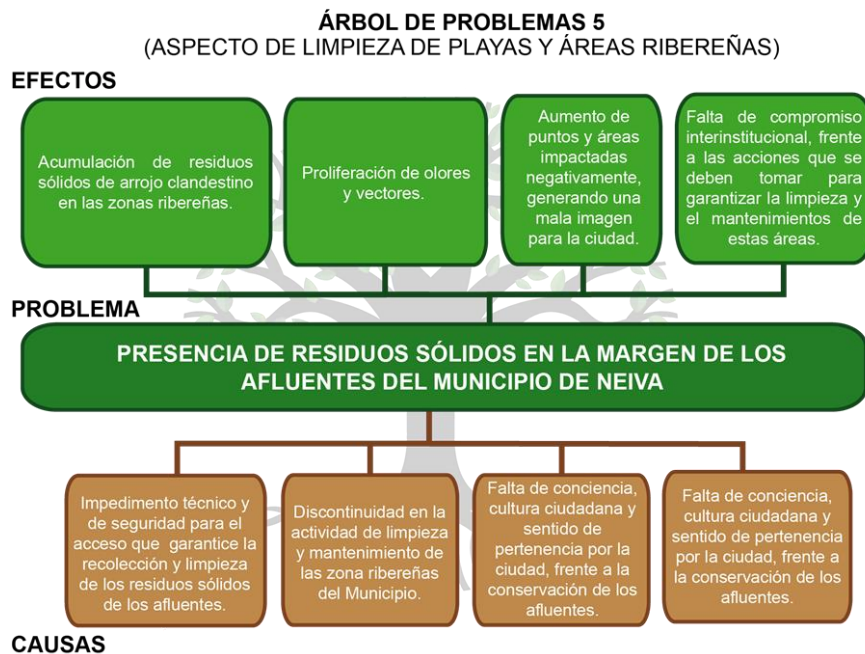 ÁRBOL DE PROBLEMAS 5
(ASPECTO DE LIMPIEZA DE PLAYAS Y ÁREAS RIBEREÑAS)
EFECTOS
Acumulación de residuos
sólidos de arrojo clandestino
en las zonas ribereñas.
Proliferación de olores
y vectores.
Aumento de
puntos y áreas
impactadas
negativamente,
generando una
mala imagen
para la ciudad.
Falta de compromiso
interinstitucional, frente
a las acciones que se
deben tomar para
garantizar la limpieza y
el mantenimientos de
estas áreas.
PROBLEMA
PRESENCIA DE RESIDUOS SÓLIDOS EN LA MARGEN DE LOS
AFLUENTES DEL MUNICIPIO DE NEIVA
Impedimento técnico y
de seguridad para el
acceso que garantice la
recolección y limpieza
de los residuos sólidos
de los afluentes.
Discontinuidad en la
actividad de limpieza
y mantenimiento de
las zona ribereñas
del Municipio.
Falta de conciencia,
cultura ciudadana y
sentido de
pertenencia por la
ciudad, frente a la
conservación de los
afluentes.
Falta de conciencia,
cultura ciudadana y
sentido de pertenencia
por la ciudad, frente a
la conservación de los
afluentes.
CAUSAS